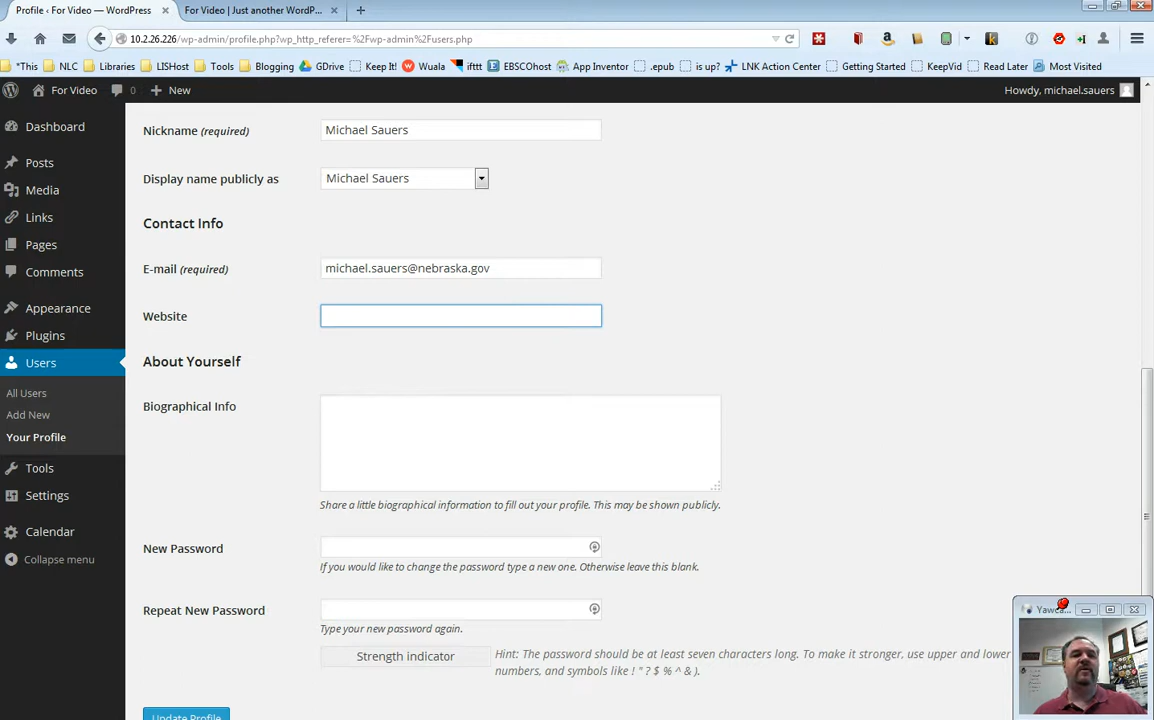 Profile ‹ For Video — WordPress
For Video | Just another WordP...
10.2.26.226/wp-admin/profile.php?wp_http_referer=%2Fwp-admin%2Fusers.php
*This NLC Libraries LISHost Tools Blogging GDrive Keep It! Wuala ifttt EBSCOhost App Inventor .epub is up? LNK Action Center Getting Started KeepVid Read Later Most Visited
For Video 0 New Howdy, michael.sauers
Dashboard
Posts
Media
Links
Pages
Comments
Appearance
Plugins
Users
All Users
Add New
Your Profile
Tools
Settings
Calendar
Collapse menu
Nickname (required) Michael Sauers
Display name publicly as Michael Sauers
Contact Info
E-mail (required) michael.sauers@nebraska.gov
Website
About Yourself
Biographical Info
Share a little biographical information to fill out your profile. This may be shown publicly.
New Password
If you would like to change the password type a new one. Otherwise leave this blank.
Repeat New Password
Type your new password again.
Strength indicator
Hint: The password should be at least seven characters long. To make it stronger, use upper and lower
numbers, and symbols like ! " ? $ % ^ & ).
Update Profile